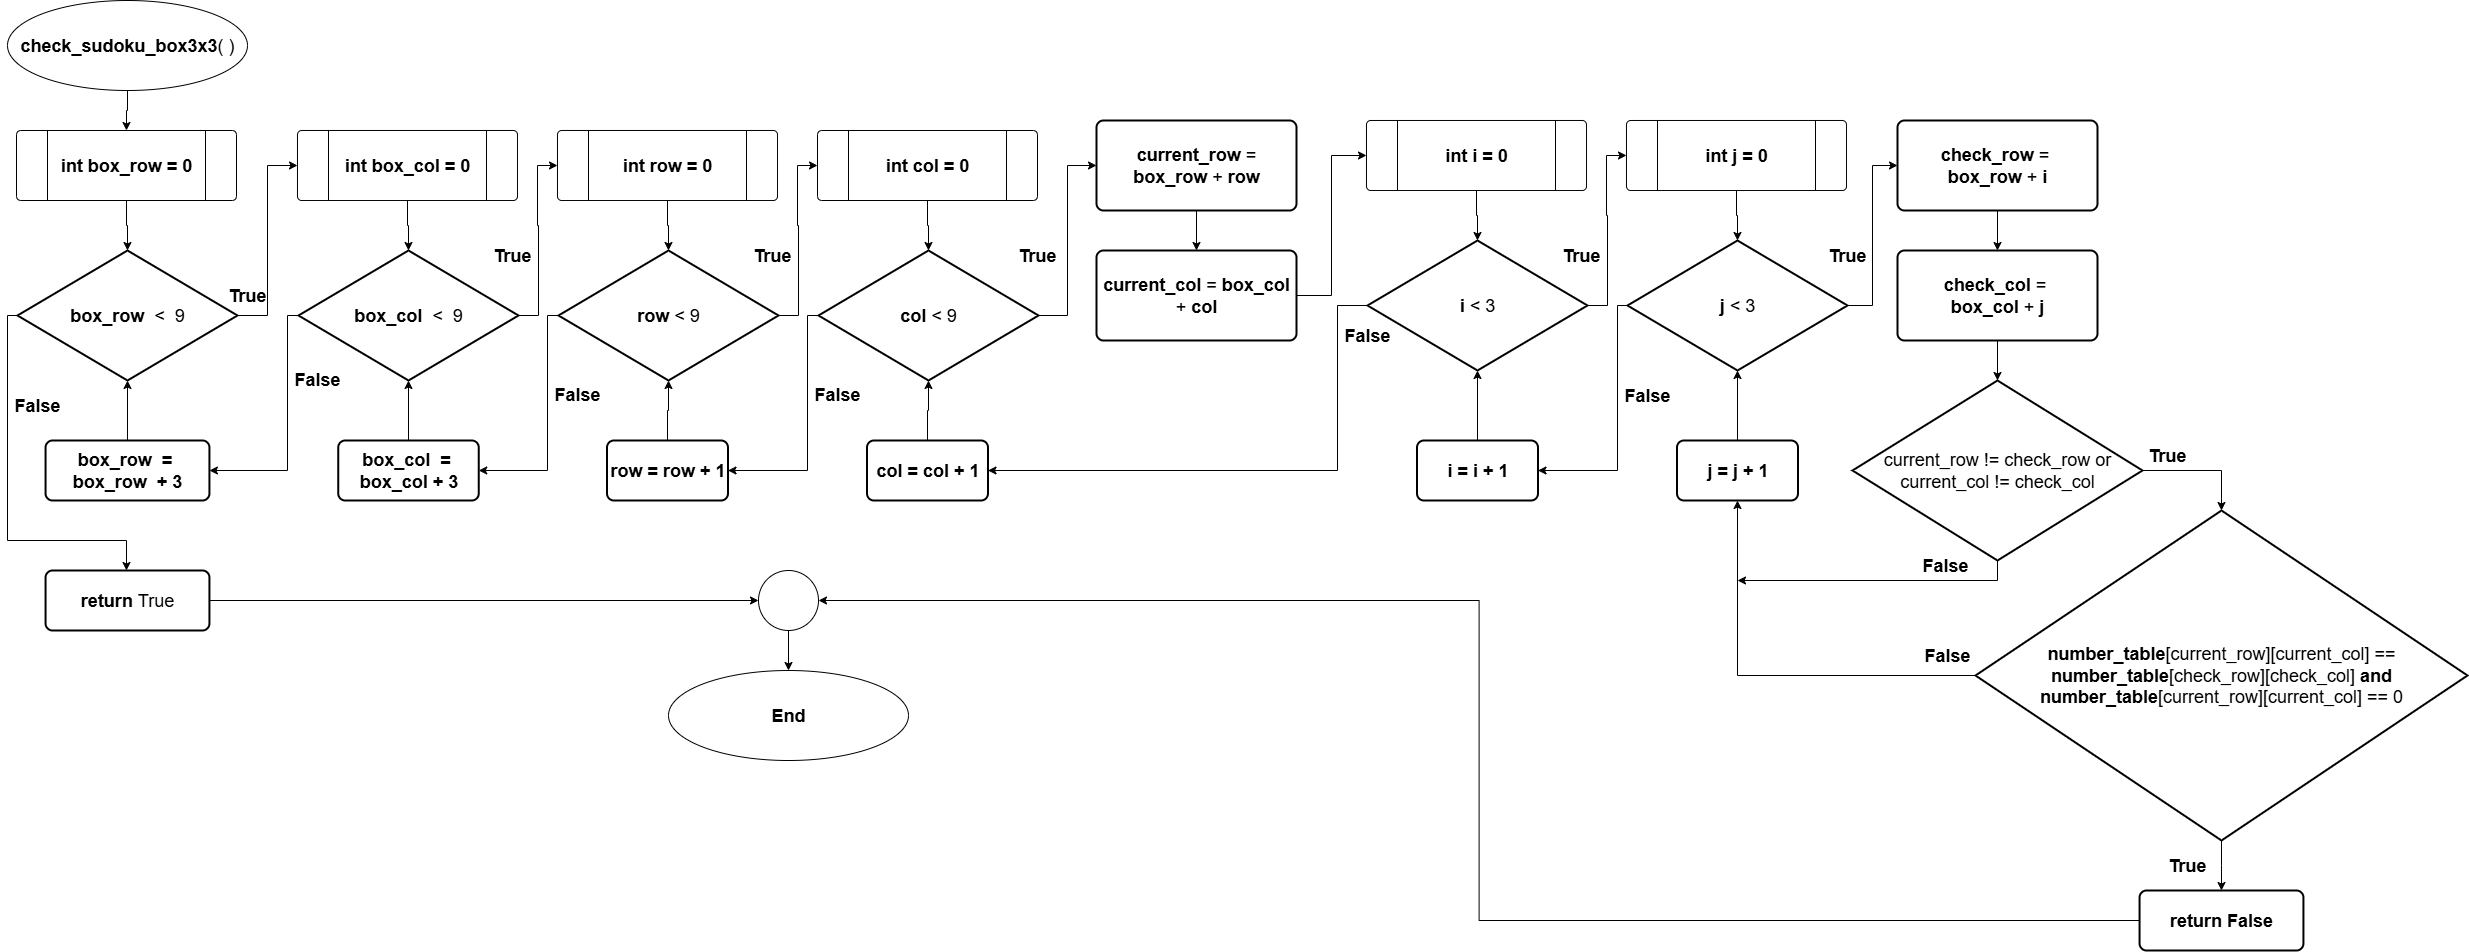 check_sudoku_box3x3( )
int box_row = 0
int box_col = 0
int row = 0
int col = 0
current_row =
box_row + row
int i = 0
int j = 0
check_row =
box_row + i
box_row < 9
True
box_col < 9
True
row < 9
True
col < 9
True
current_col = box_col
+ col
i < 3
True
j < 3
True
check_col =
box_col + j
False
False
False
False
False
False
box_row =
box_row + 3
box_col =
box_col + 3
row = row + 1
col = col + 1
i = i + 1
j = j + 1
current_row != check_row or
current_col != check_col
True
False
return True
number_table[current_row][current_col] ==
number_table[check_row][check_col] and
number_table[current_row][current_col] == 0
False
End
True
return False